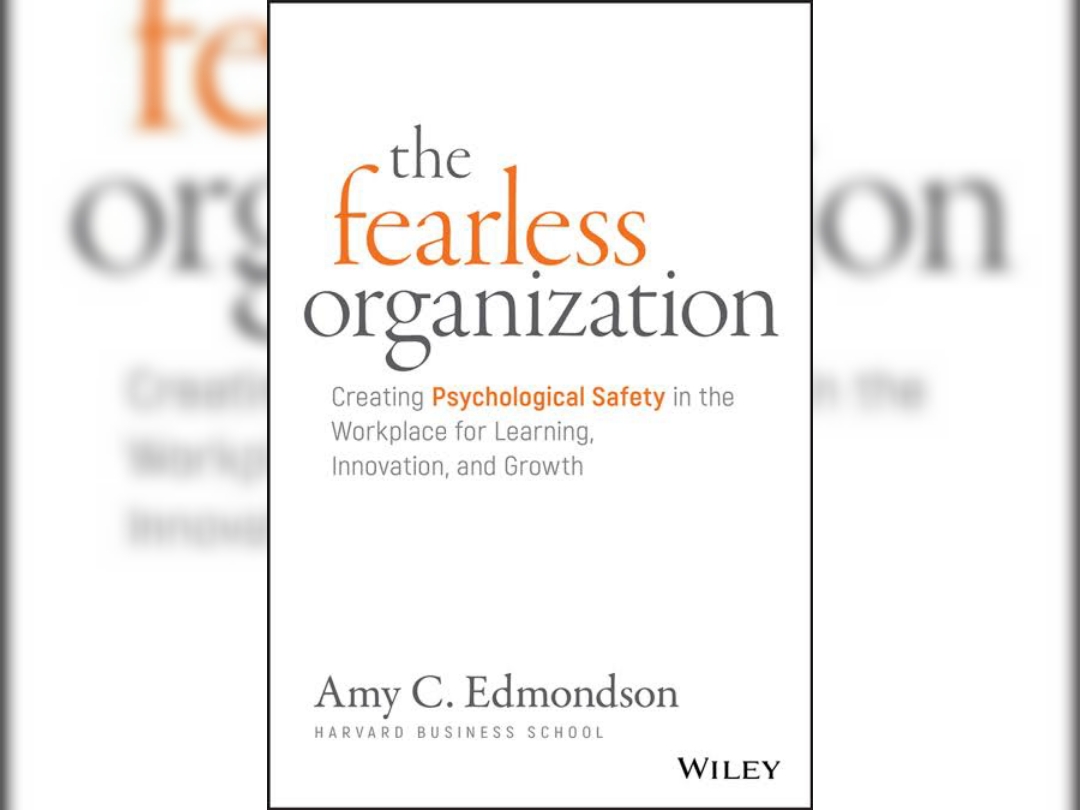 the
fearless
organization
Creating Psychological Safety in the
Workplace for Learning,
Innovation, and Growth
Amy C. Edmondson
HARVARD BUSINESS SCHOOL
WILEY